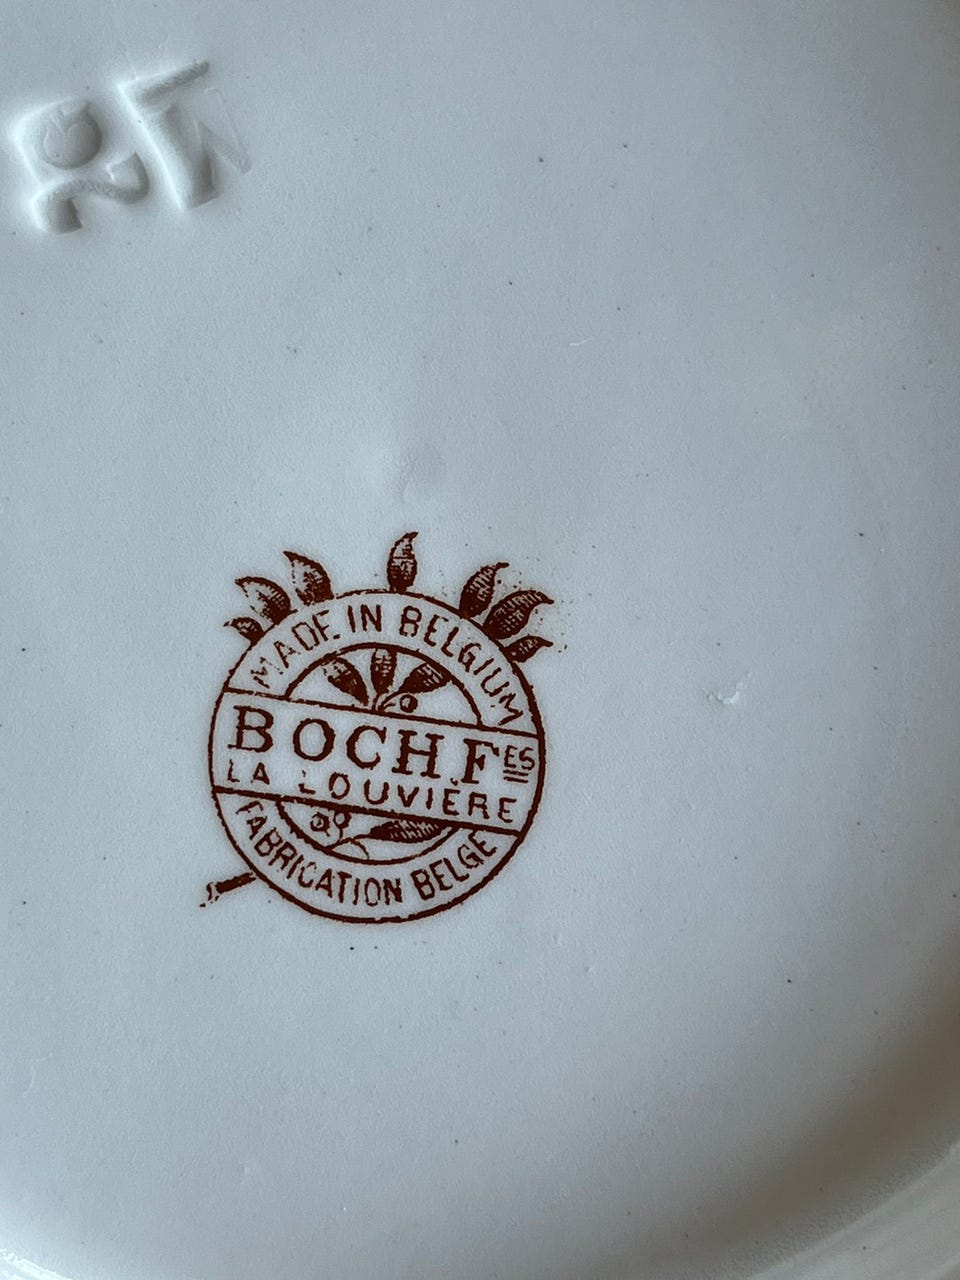 MADE IN BELGIUM
BOCH FES
LA LOUVIÈRE
FABRICATION BELGE